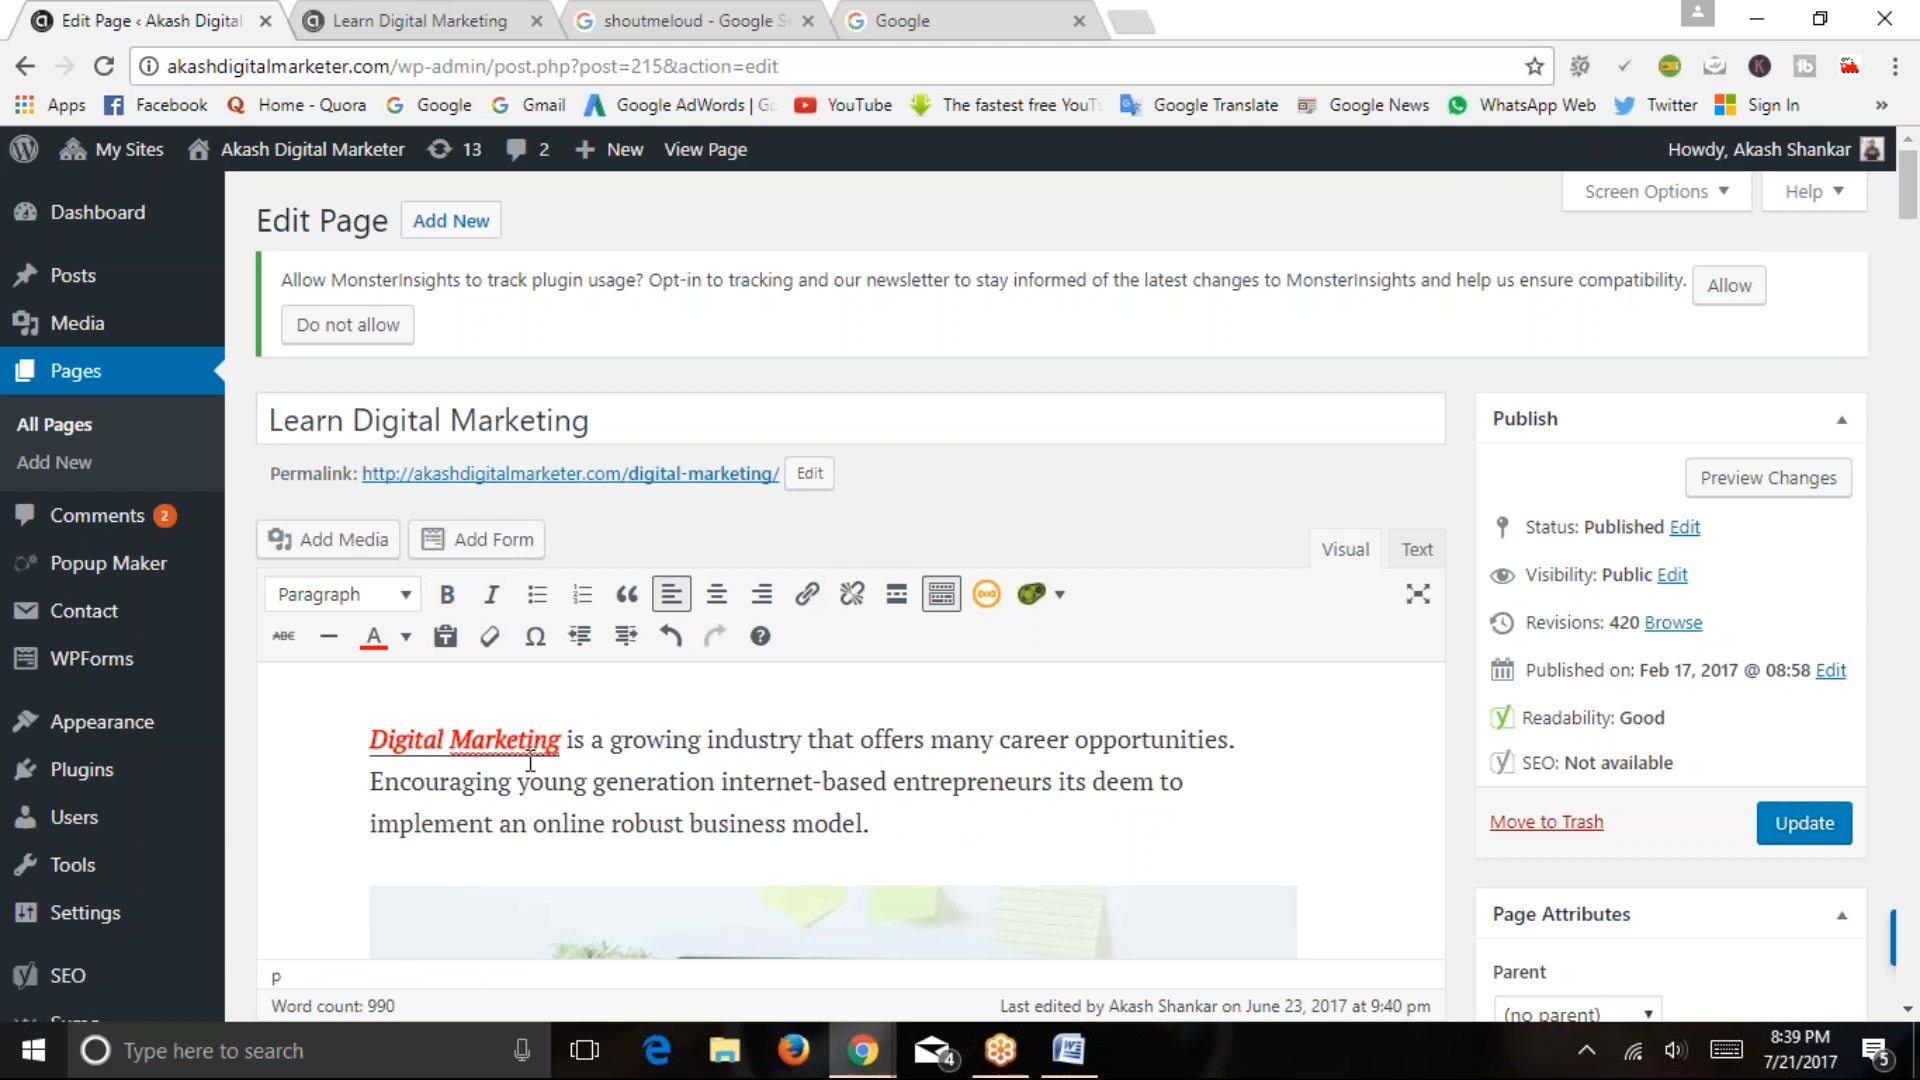 Edit Page ‹ Akash Digital
Learn Digital Marketing
shoutmeloud - Google S
Google
akashdigitalmarketer.com/wp-admin/post.php?post=215&action=edit
Apps
Facebook
Home - Quora
Google
Gmail
Google AdWords | Go
YouTube
The fastest free YouTu
Google Translate
Google News
WhatsApp Web
Twitter
Sign In
»
My Sites
Akash Digital Marketer
13
2
New
View Page
Howdy, Akash Shankar
Screen Options
Help
Dashboard
Posts
Media
Pages
All Pages
Add New
Comments 2
Popup Maker
Contact
WPForms
Appearance
Plugins
Users
Tools
Settings
SEO
Edit Page
Add New
Allow MonsterInsights to track plugin usage? Opt-in to tracking and our newsletter to stay informed of the latest changes to MonsterInsights and help us ensure compatibility.
Allow
Do not allow
Learn Digital Marketing
Permalink: http://akashdigitalmarketer.com/digital-marketing/
Edit
Add Media
Add Form
Visual
Text
Paragraph
B
I
ABC
A
Ω
Digital Marketing is a growing industry that offers many career opportunities.
Encouraging young generation internet-based entrepreneurs its deem to
implement an online robust business model.
p
Word count: 990
Last edited by Akash Shankar on June 23, 2017 at 9:40 pm
Publish
Preview Changes
Status: Published Edit
Visibility: Public Edit
Revisions: 420 Browse
Published on: Feb 17, 2017 @ 08:58 Edit
Readability: Good
SEO: Not available
Move to Trash
Update
Page Attributes
Parent
(no parent)
Type here to search
4
8:39 PM
7/21/2017
5